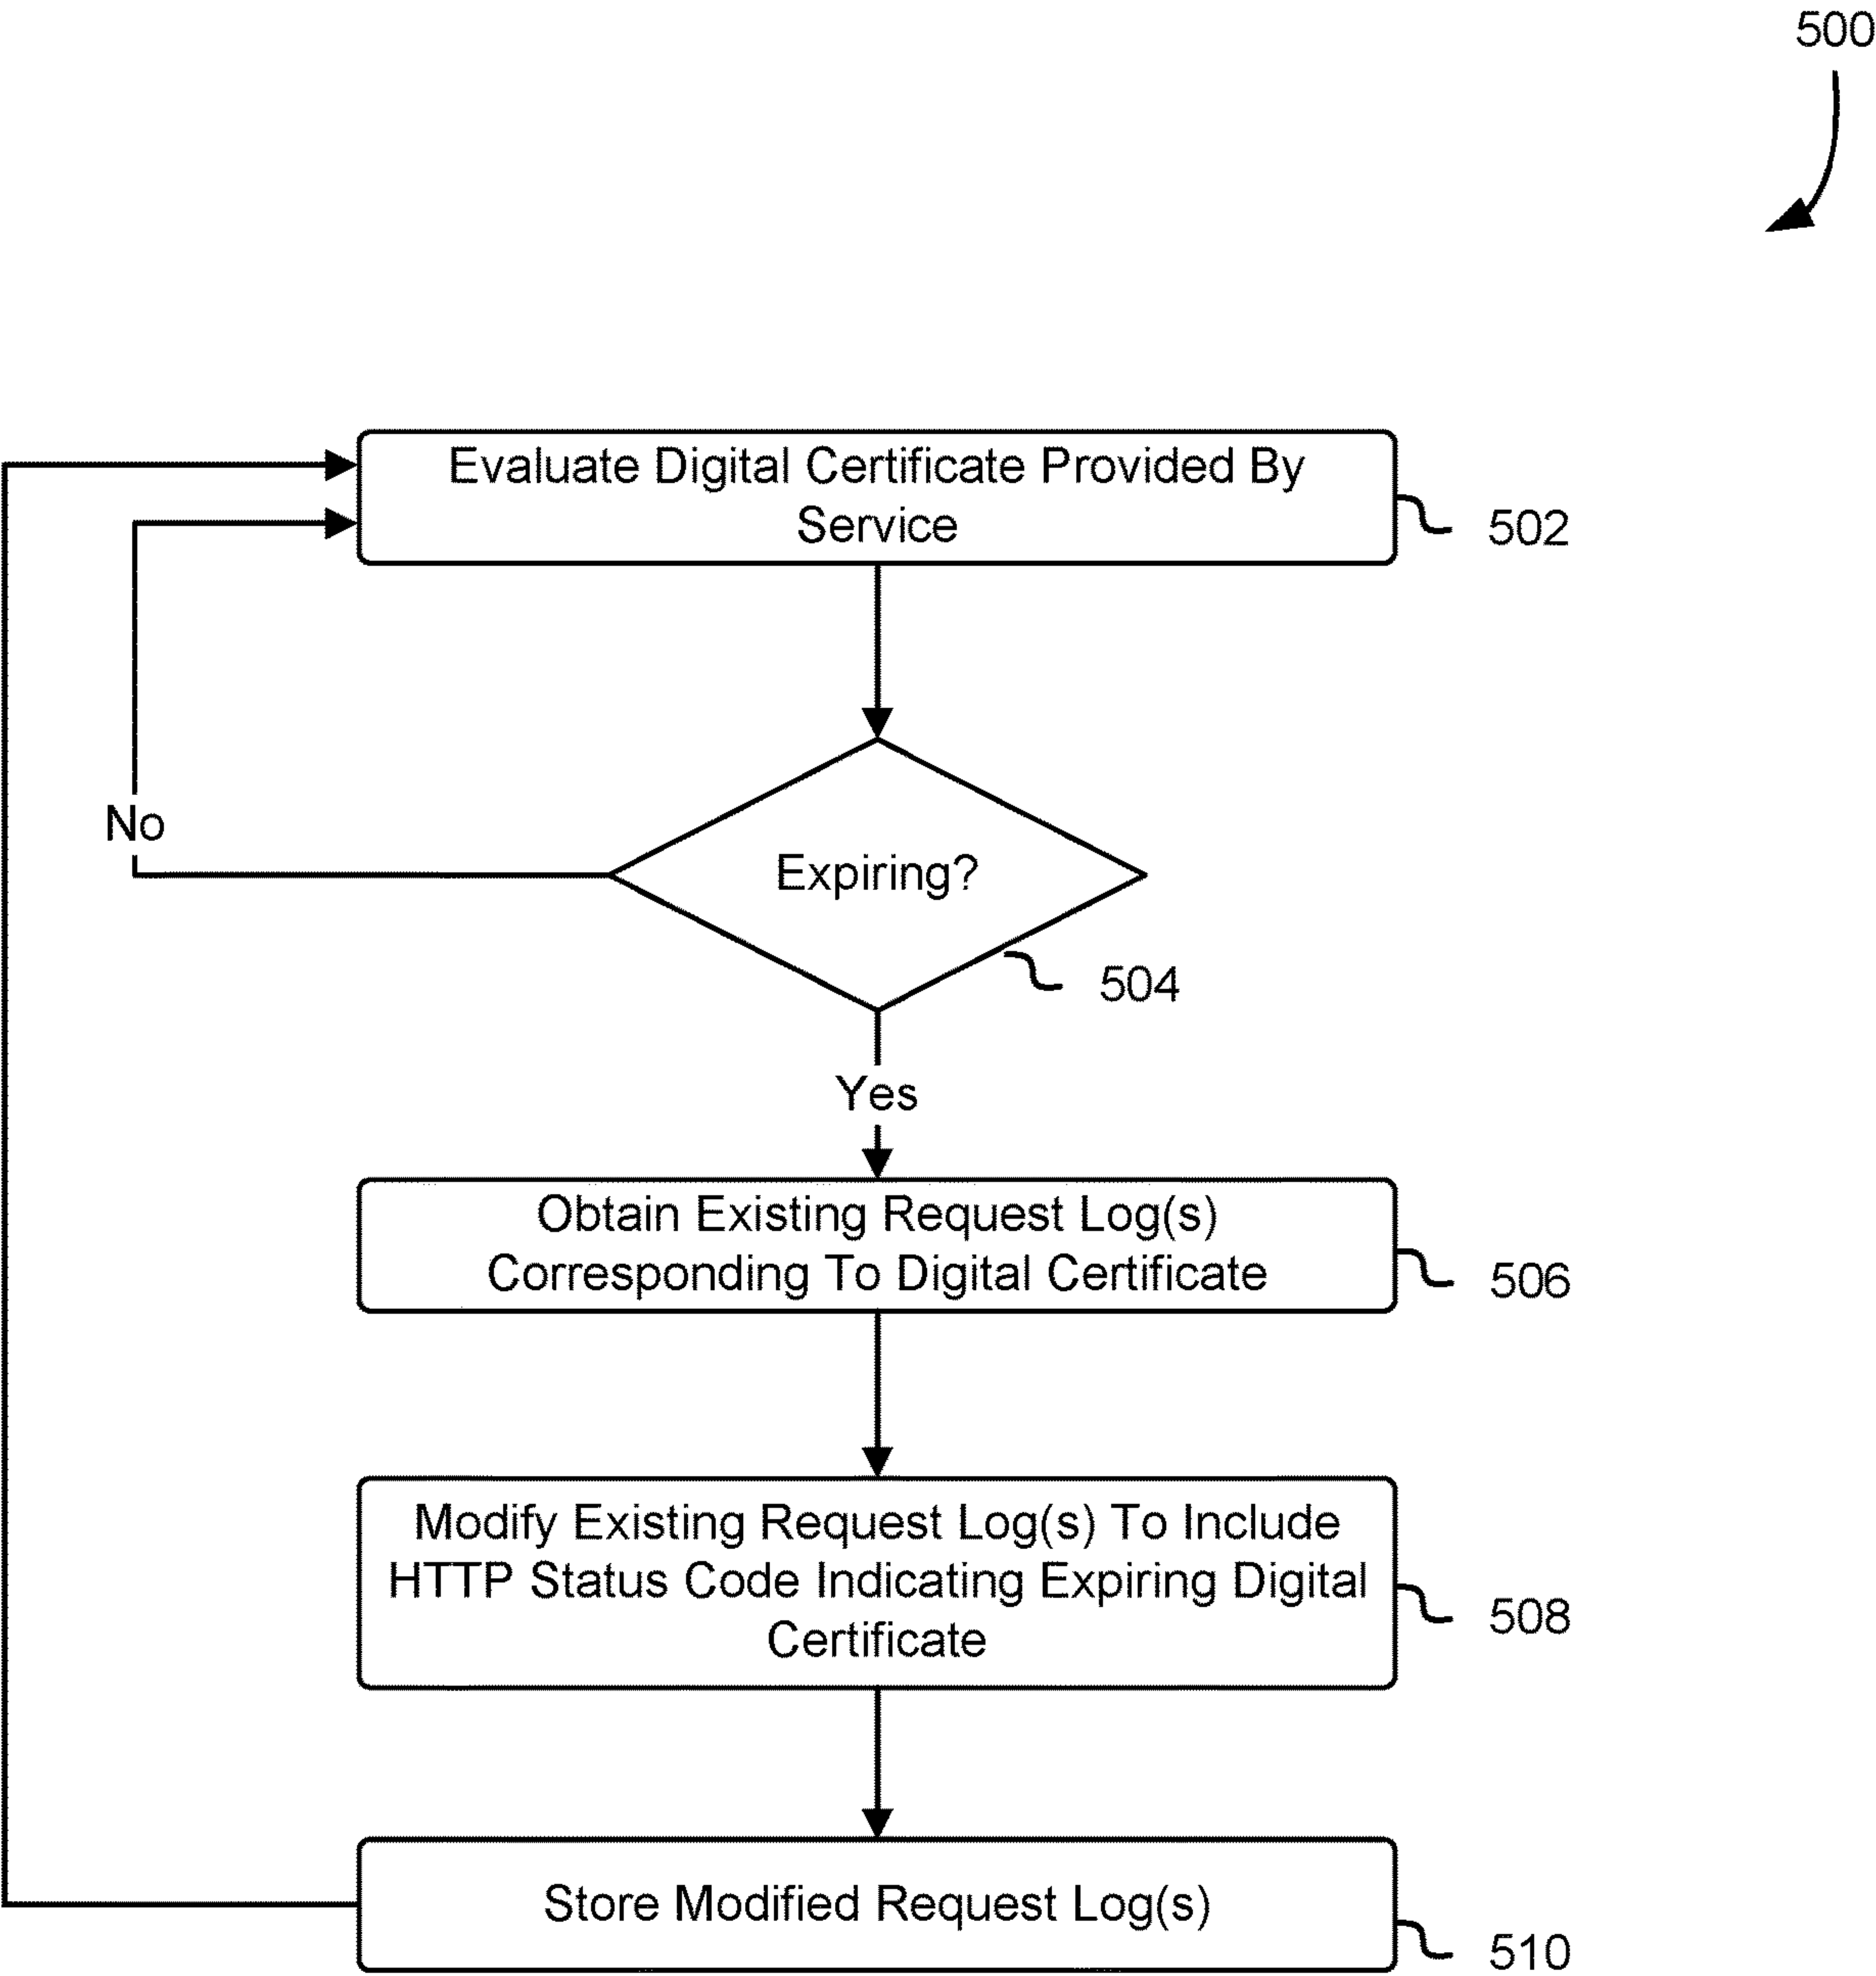 500
Evaluate Digital Certificate Provided By
Service
502
No
Expiring?
504
Yes
Obtain Existing Request Log(s)
Corresponding To Digital Certificate
506
Modify Existing Request Log(s) To Include
HTTP Status Code Indicating Expiring Digital
Certificate
508
Store Modified Request Log(s)
510